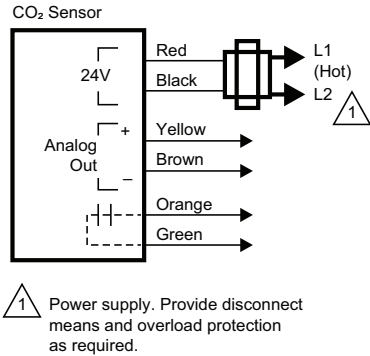 CO₂ Sensor
Red
L1
(Hot)
24V
Black
L2
1
+
Yellow
Analog
Out
Brown
–
Orange
Green
1 Power supply. Provide disconnect
means and overload protection
as required.